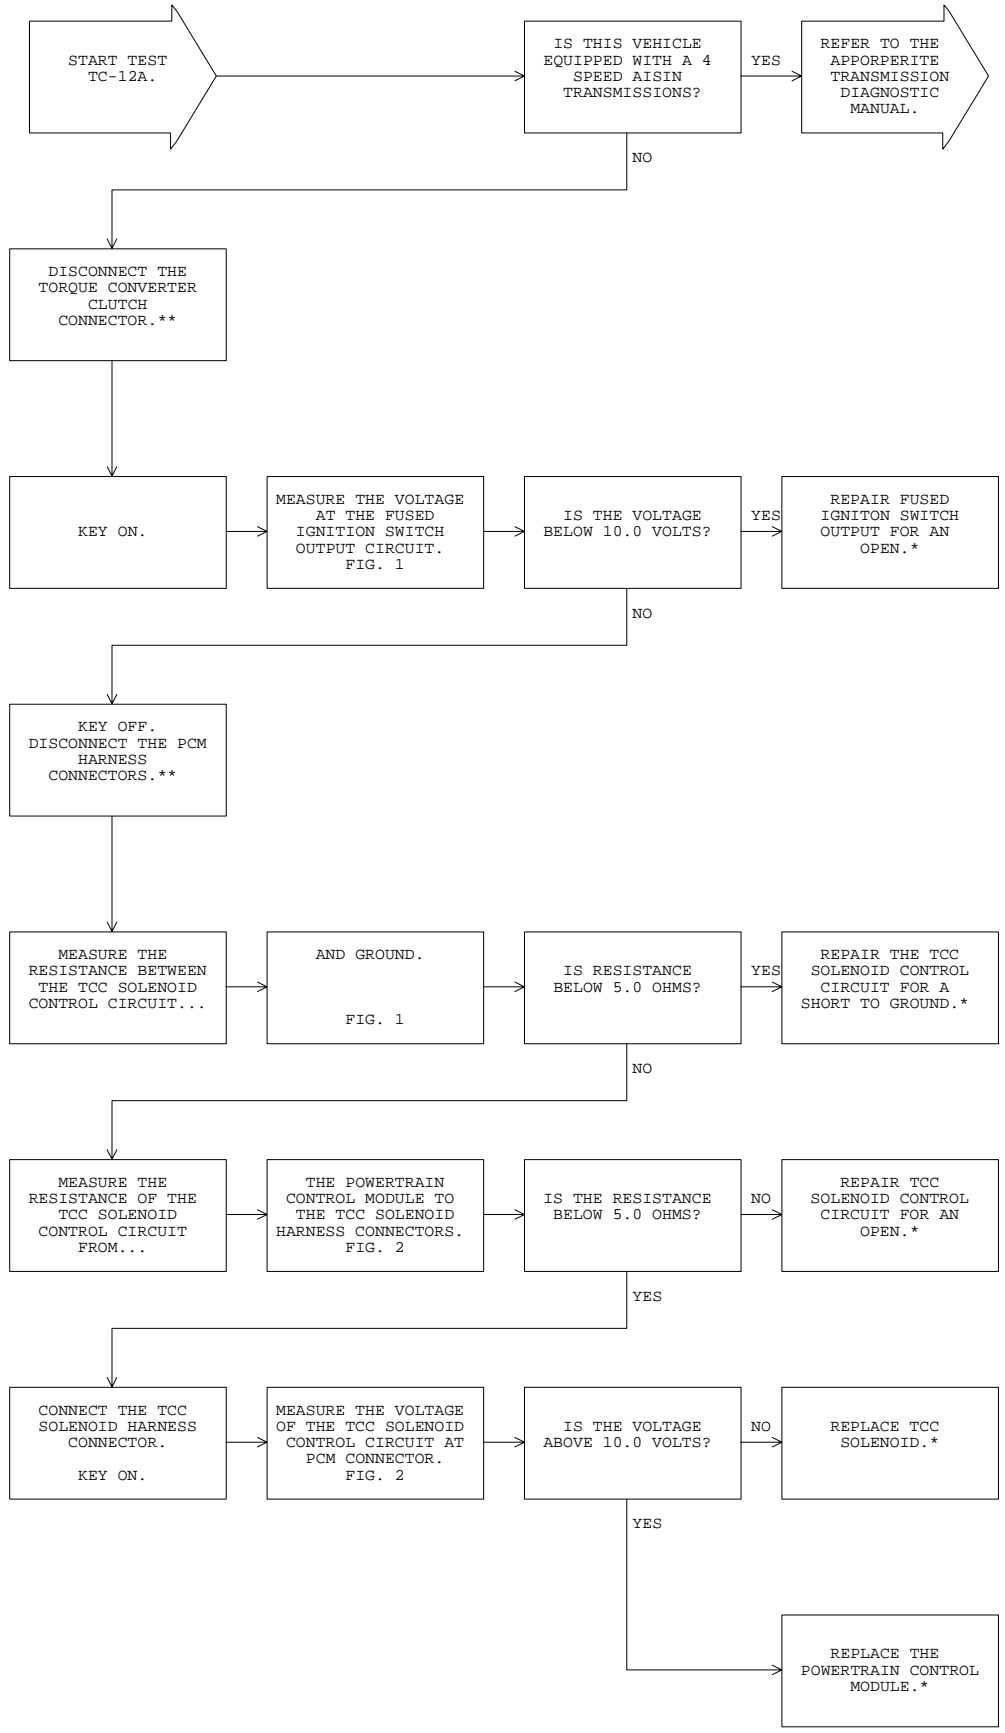 START TEST
TC-12A.
IS THIS VEHICLE
EQUIPPED WITH A 4
SPEED AISIN
TRANSMISSIONS?
YES
REFER TO THE
APPORPERITE
TRANSMISSION
DIAGNOSTIC
MANUAL.
NO
DISCONNECT THE
TORQUE CONVERTER
CLUTCH
CONNECTOR.**
KEY ON.
MEASURE THE VOLTAGE
AT THE FUSED
IGNITION SWITCH
OUTPUT CIRCUIT.
FIG. 1
IS THE VOLTAGE
BELOW 10.0 VOLTS?
YES
REPAIR FUSED
IGNITON SWITCH
OUTPUT FOR AN
OPEN.*
NO
KEY OFF.
DISCONNECT THE PCM
HARNESS
CONNECTORS.**
MEASURE THE
RESISTANCE BETWEEN
THE TCC SOLENOID
CONTROL CIRCUIT...
AND GROUND.
FIG. 1
IS RESISTANCE
BELOW 5.0 OHMS?
YES
REPAIR THE TCC
SOLENOID CONTROL
CIRCUIT FOR A
SHORT TO GROUND.*
NO
MEASURE THE
RESISTANCE OF THE
TCC SOLENOID
CONTROL CIRCUIT
FROM...
THE POWERTRAIN
CONTROL MODULE TO
THE TCC SOLENOID
HARNESS CONNECTORS.
FIG. 2
IS THE RESISTANCE
BELOW 5.0 OHMS?
NO
REPAIR TCC
SOLENOID CONTROL
CIRCUIT FOR AN
OPEN.*
YES
CONNECT THE TCC
SOLENOID HARNESS
CONNECTOR.
KEY ON.
MEASURE THE VOLTAGE
OF THE TCC SOLENOID
CONTROL CIRCUIT AT
PCM CONNECTOR.
FIG. 2
IS THE VOLTAGE
ABOVE 10.0 VOLTS?
NO
REPLACE TCC
SOLENOID.*
YES
REPLACE THE
POWERTRAIN CONTROL
MODULE.*